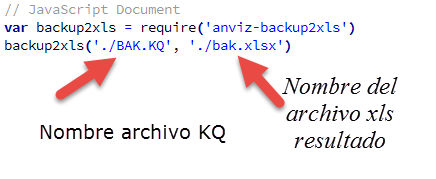 // JavaScript Document
var backup2xls = require('anviz-backup2xls')
backup2xls('./BAK.KQ', './bak.xlsx')
Nombre archivo KQ
Nombre del
archivo xls
resultado